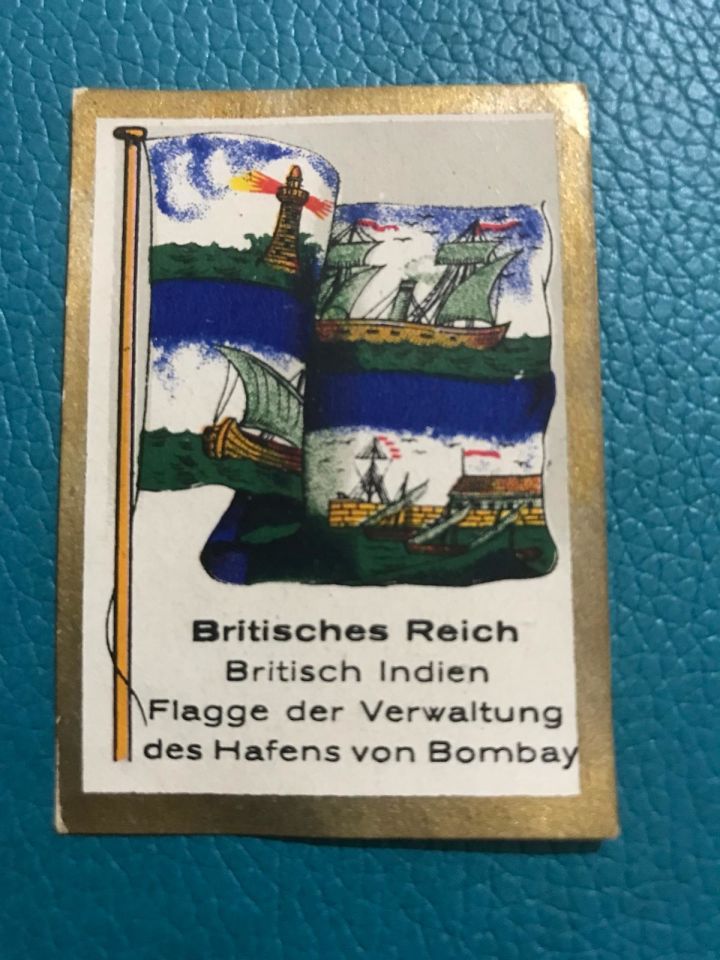 Britisches Reich
Britisch Indien
Flagge der Verwaltung
des Hafens von Bombay